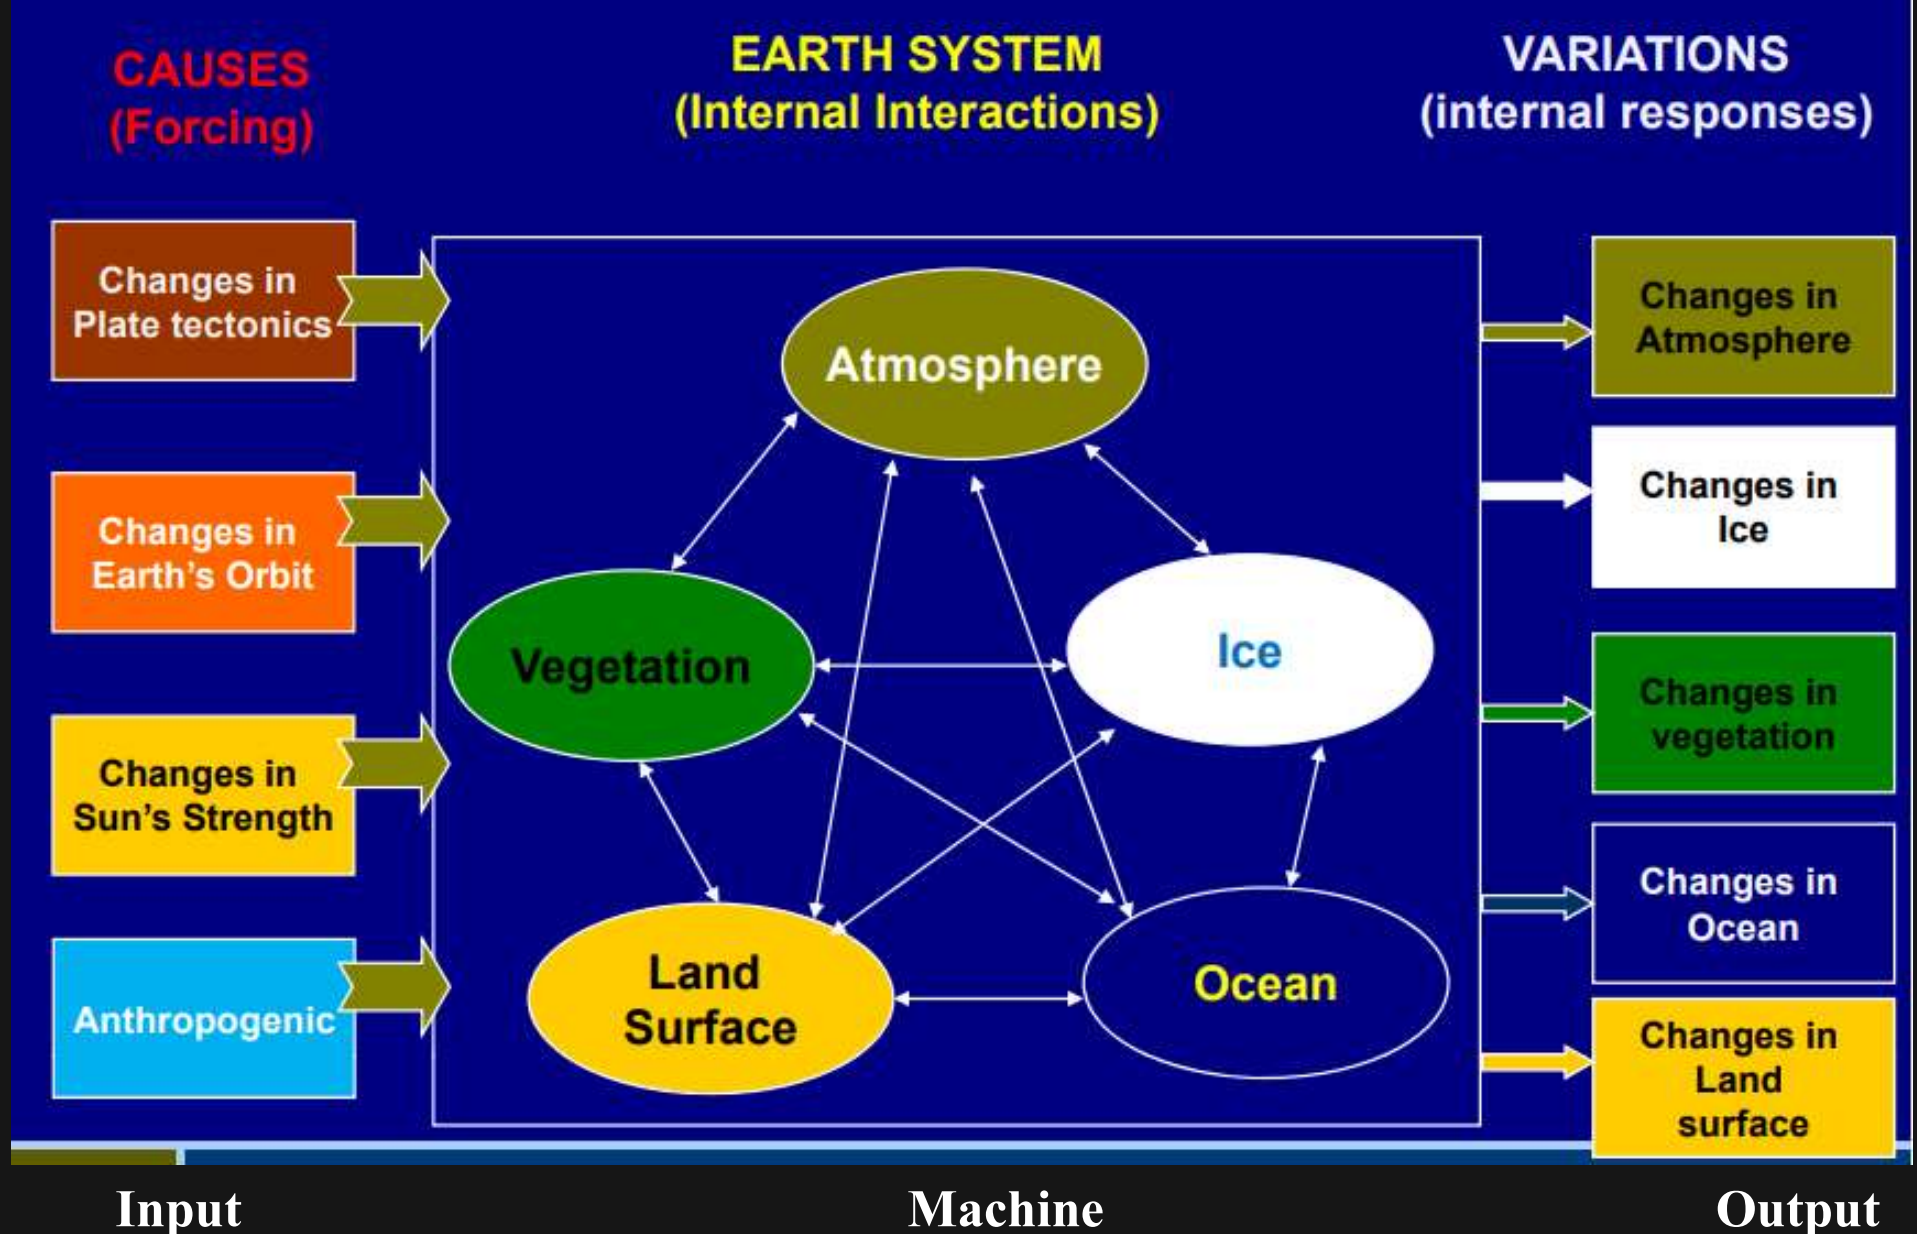 CAUSES
(Forcing)
EARTH SYSTEM
(Internal Interactions)
VARIATIONS
(internal responses)
Changes in
Plate tectonics
Changes in
Earth's Orbit
Changes in
Sun's Strength
Anthropogenic
Atmosphere
Vegetation
Ice
Land
Surface
Ocean
Changes in
Atmosphere
Changes in
Ice
Changes in
vegetation
Changes in
Ocean
Changes in
Land
surface
Input
Machine
Output